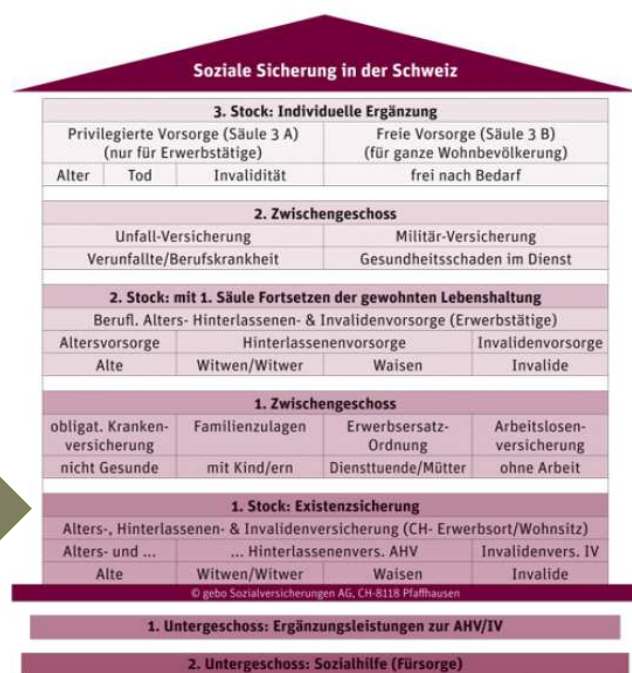 Soziale Sicherung in der Schweiz
3. Stock: Individuelle Ergänzung
Privilegierte Vorsorge (Säule 3 A)
(nur für Erwerbstätige)
Freie Vorsorge (Säule 3 B)
(für ganze Wohnbevölkerung)
Alter Tod Invalidität frei nach Bedarf
2. Zwischengeschoss
Unfall-Versicherung Militär-Versicherung
Verunfallte/Berufskrankheit Gesundheitsschaden im Dienst
2. Stock: mit 1. Säule Fortsetzen der gewohnten Lebenshaltung
Berufl. Alters- Hinterlassenen- & Invalidenvorsorge (Erwerbstätige)
Altersvorsorge Hinterlassenenvorsorge Invalidenvorsorge
Alte Witwen/Witwer Waisen Invalide
1. Zwischengeschoss
obligat. Kranken-
versicherung
Familienzulagen
Erwerbsersatz-
Ordnung
Arbeitslosen-
versicherung
nicht Gesunde mit Kind/ern Diensttuende/Mütter ohne Arbeit
1. Stock: Existenzsicherung
Alters-, Hinterlassenen- & Invalidenversicherung (CH- Erwerbsort/Wohnsitz)
Alters- und ... ... Hinterlassenenvers. AHV Invalidenvers. IV
Alte Witwen/Witwer Waisen Invalide
© gebo Sozialversicherungen AG, CH-8118 Pfaffhausen
1. Untergeschoss: Ergänzungsleistungen zur AHV/IV
2. Untergeschoss: Sozialhilfe (Fürsorge)